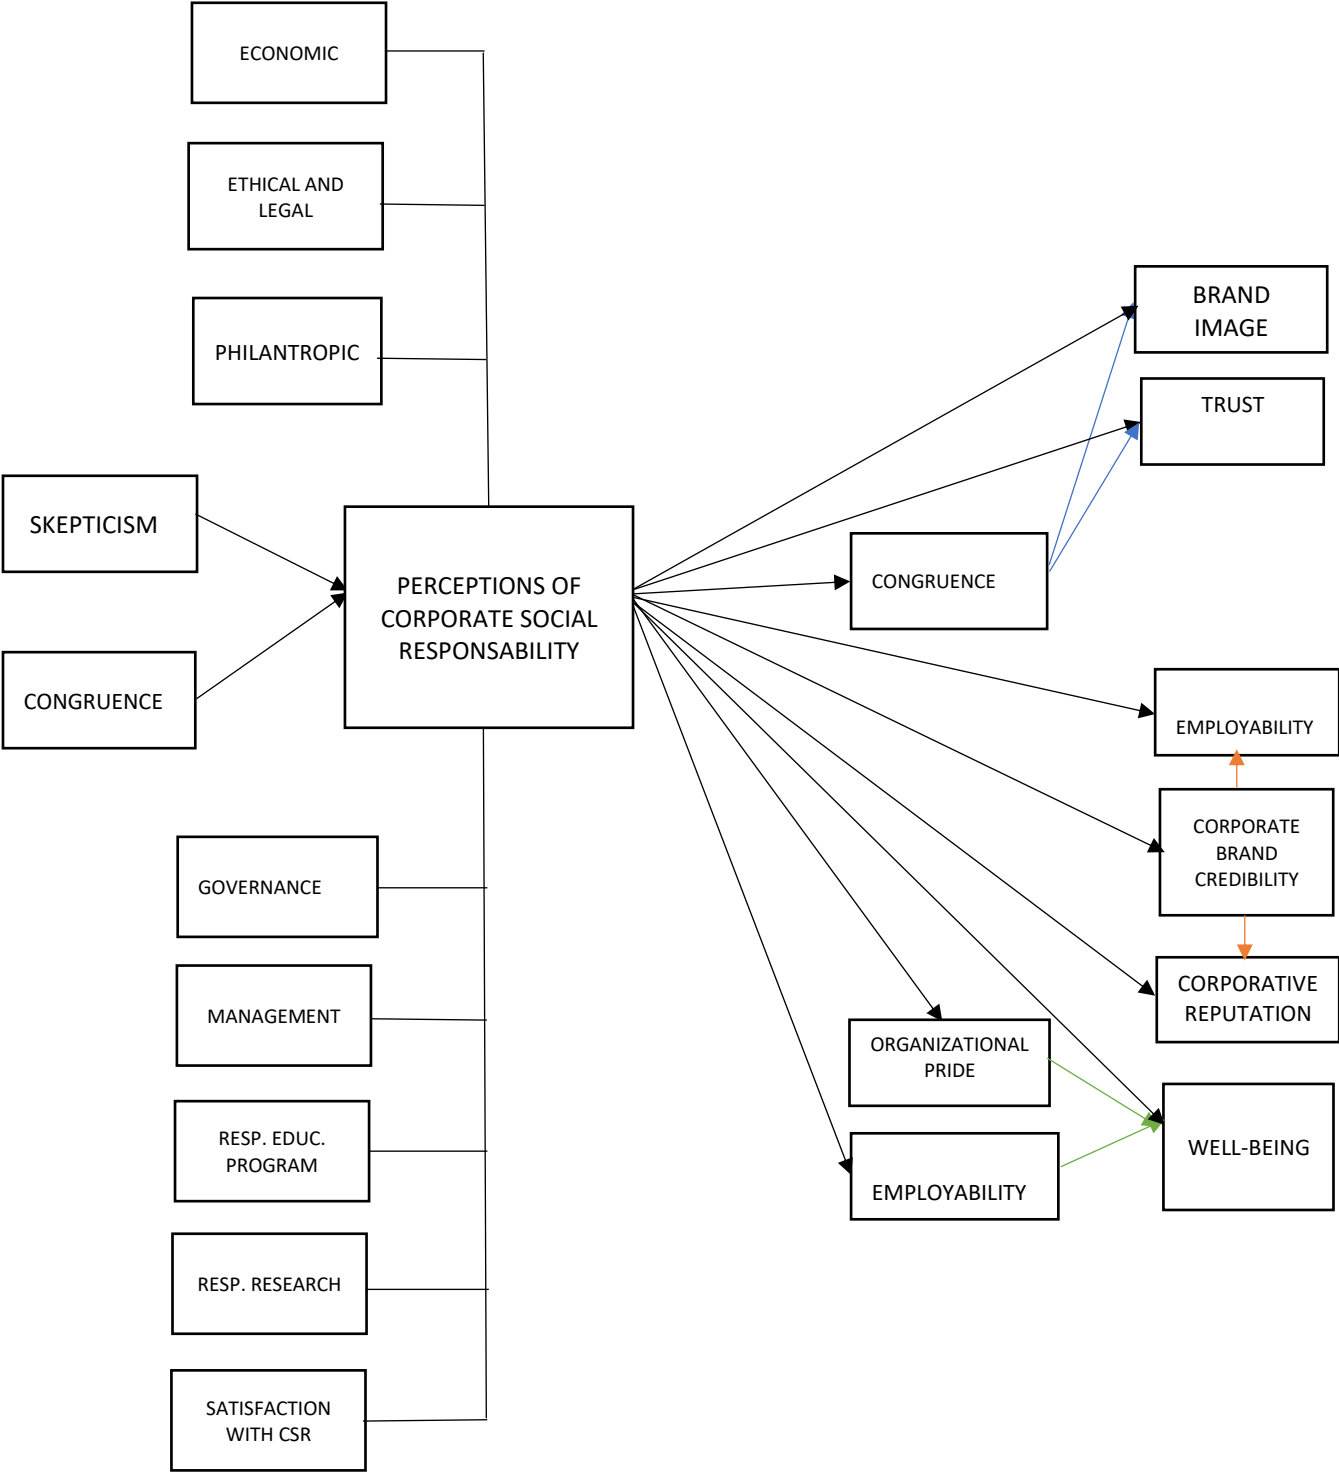 ECONOMIC
ETHICAL AND
LEGAL
PHILANTROPIC
SKEPTICISM
CONGRUENCE
PERCEPTIONS OF
CORPORATE SOCIAL
RESPONSABILITY
GOVERNANCE
MANAGEMENT
RESP. EDUC.
PROGRAM
RESP. RESEARCH
SATISFACTION
WITH CSR
BRAND
IMAGE
TRUST
CONGRUENCE
EMPLOYABILITY
CORPORATE
BRAND
CREDIBILITY
CORPORATIVE
REPUTATION
ORGANIZATIONAL
PRIDE
EMPLOYABILITY
WELL-BEING